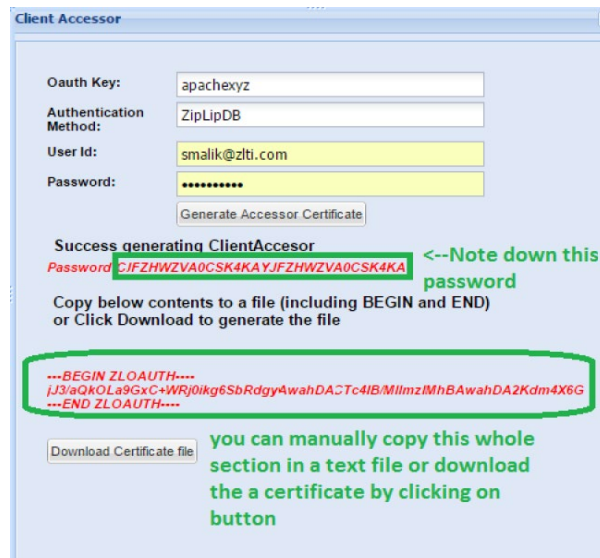 Client Accessor
Oauth Key:
apachexyz
Authentication
Method:
ZipLipDB
User Id:
smalik@zlti.com
Password:
••••••••••
Generate Accessor Certificate
Success generating ClientAccesor
Password:CJFZHWZVA0CSK4KAYJFZHWZVA0CSK4KA
<--Note down this
password
Copy below contents to a file (including BEGIN and END)
or Click Download to generate the file
---BEGIN ZLOAUTH----
jJ3/aQkOLa9GxC+WRj0ikg6SbRdgyAwahDACTc4IB/MIImzIMhBAwahDA2Kdm4X6G
---END ZLOAUTH----
Download Certificate file
you can manually copy this whole
section in a text file or download
the a certificate by clicking on
button